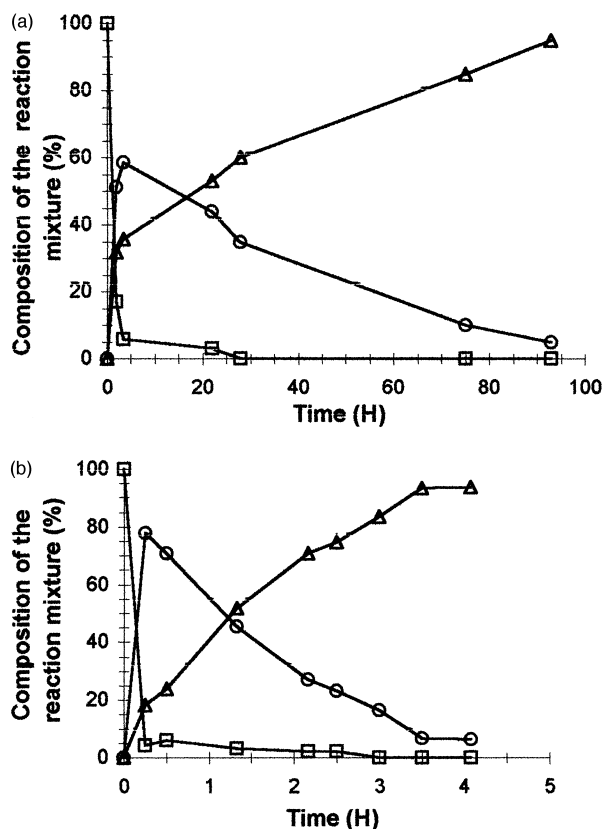 (a)
Composition of the reaction
mixture (%)
100
80
60
40
20
0
0 20 40 60 80 100
Time (H)
(b)
Composition of the
reaction mixture (%)
100
80
60
40
20
0
0 1 2 3 4 5
Time (H)